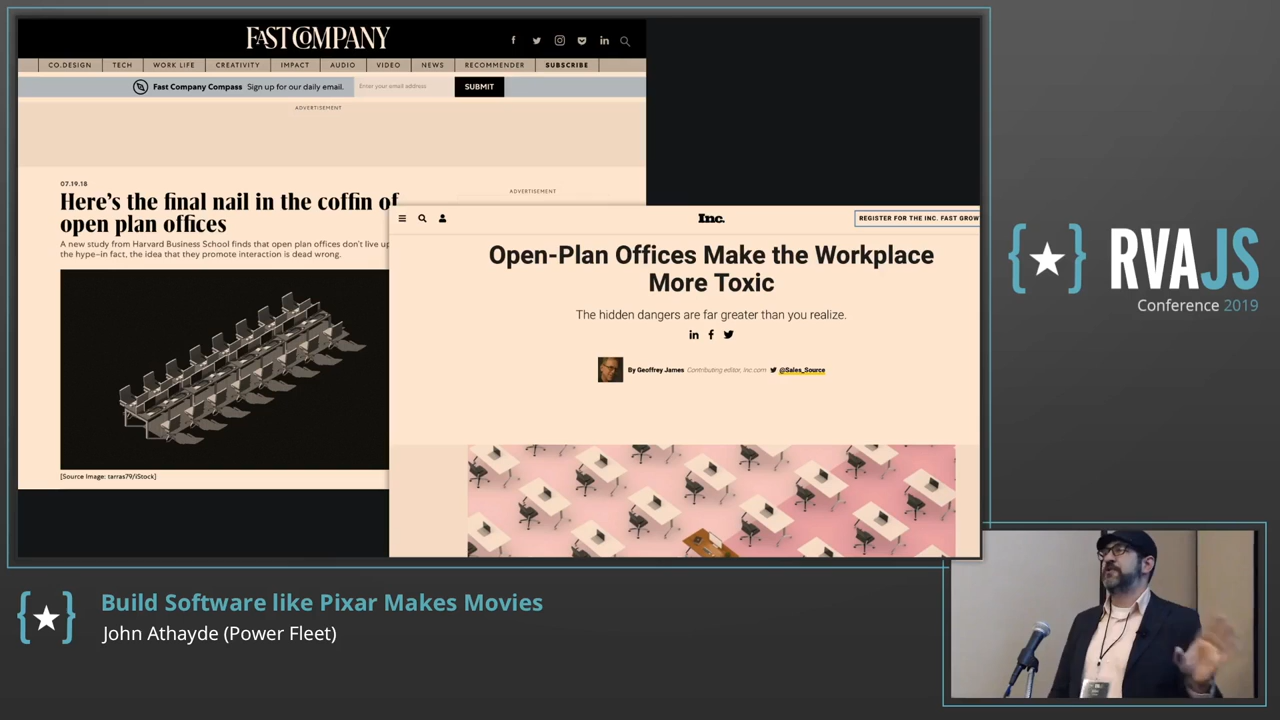 FAST COMPANY
f
in
CO.DESIGN
TECH
WORK LIFE
CREATIVITY
IMPACT
AUDIO
VIDEO
NEWS
RECOMMENDER
SUBSCRIBE
Fast Company Compass Sign up for our daily email.
Enter your email address
SUBMIT
ADVERTISEMENT
07.19.18
Here's the final nail in the coffin of
open plan offices
A new study from Harvard Business School finds that open plan offices don't live up
the hype–in fact, the idea that they promote interaction is dead wrong.
[Source Image: tarras79/iStock]
ADVERTISEMENT
Inc.
REGISTER FOR THE INC. FAST GROW
Open-Plan Offices Make the Workplace
More Toxic
The hidden dangers are far greater than you realize.
in f
By Geoffrey James Contributing editor, Inc.com @Sales_Source
{★} RVAJS
Conference 2019
{★} Build Software like Pixar Makes Movies
John Athayde (Power Fleet)